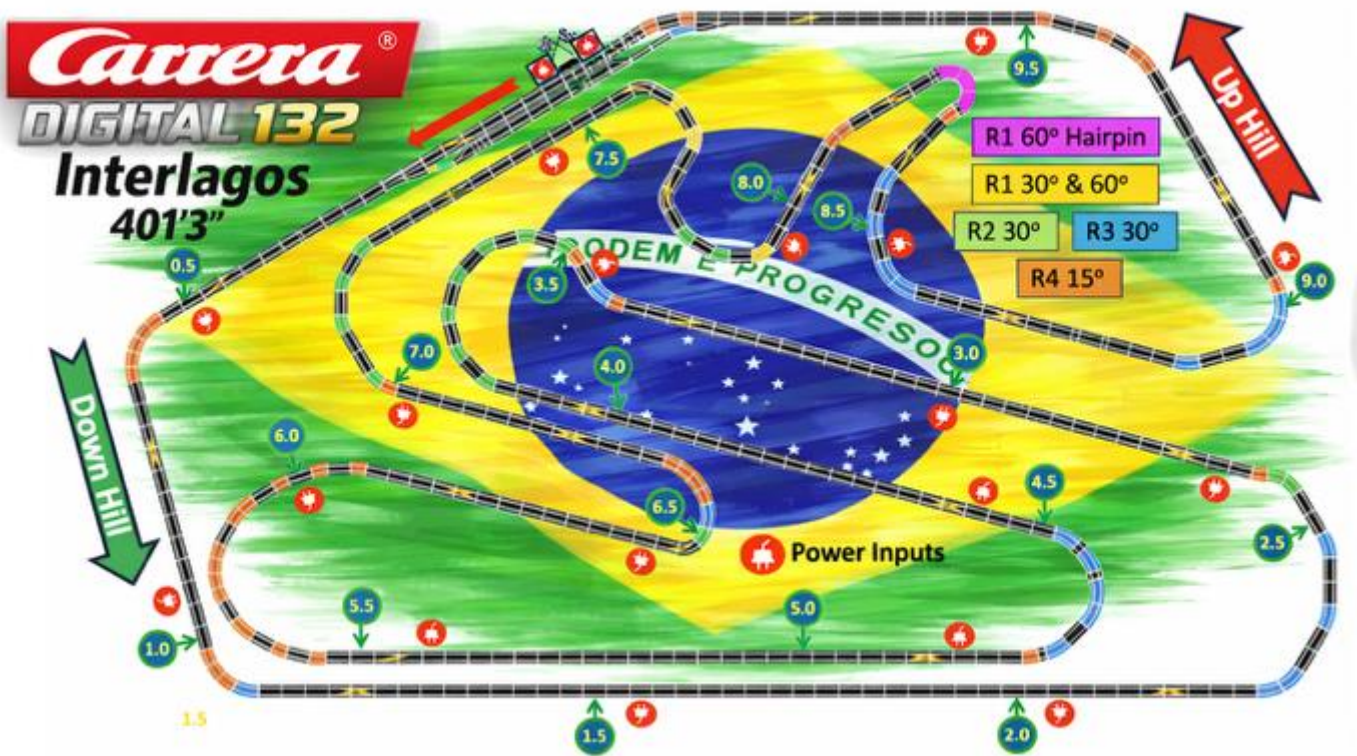 Carrera ®
DIGITAL 132
Interlagos
401'3"
9.5
Up Hill
R1 60° Hairpin
7.5
R1 30° & 60°
8.0
8.5
R2 30°
R3 30°
ODEM E PROGRESSO
0.5
3.5
R4 15°
9.0
7.0
4.0
3.0
Down Hill
6.0
6.5
4.5
2.5
Power Inputs
5.5
5.0
1.0
1.5
1.5
2.0